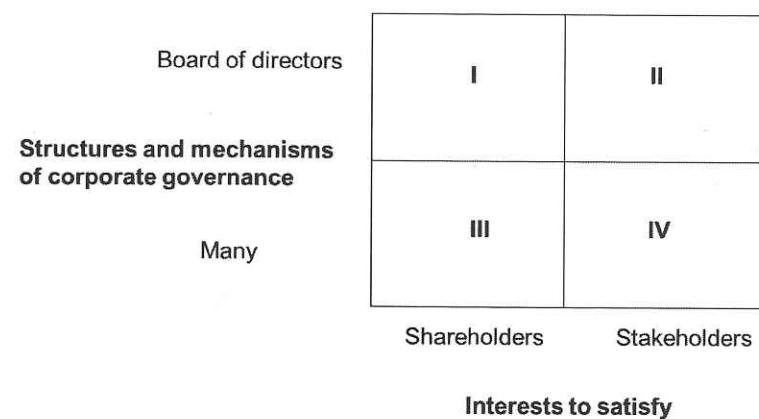 Board of directors
I
II
Structures and mechanisms
of corporate governance
Many
III
IV
Shareholders
Stakeholders
Interests to satisfy